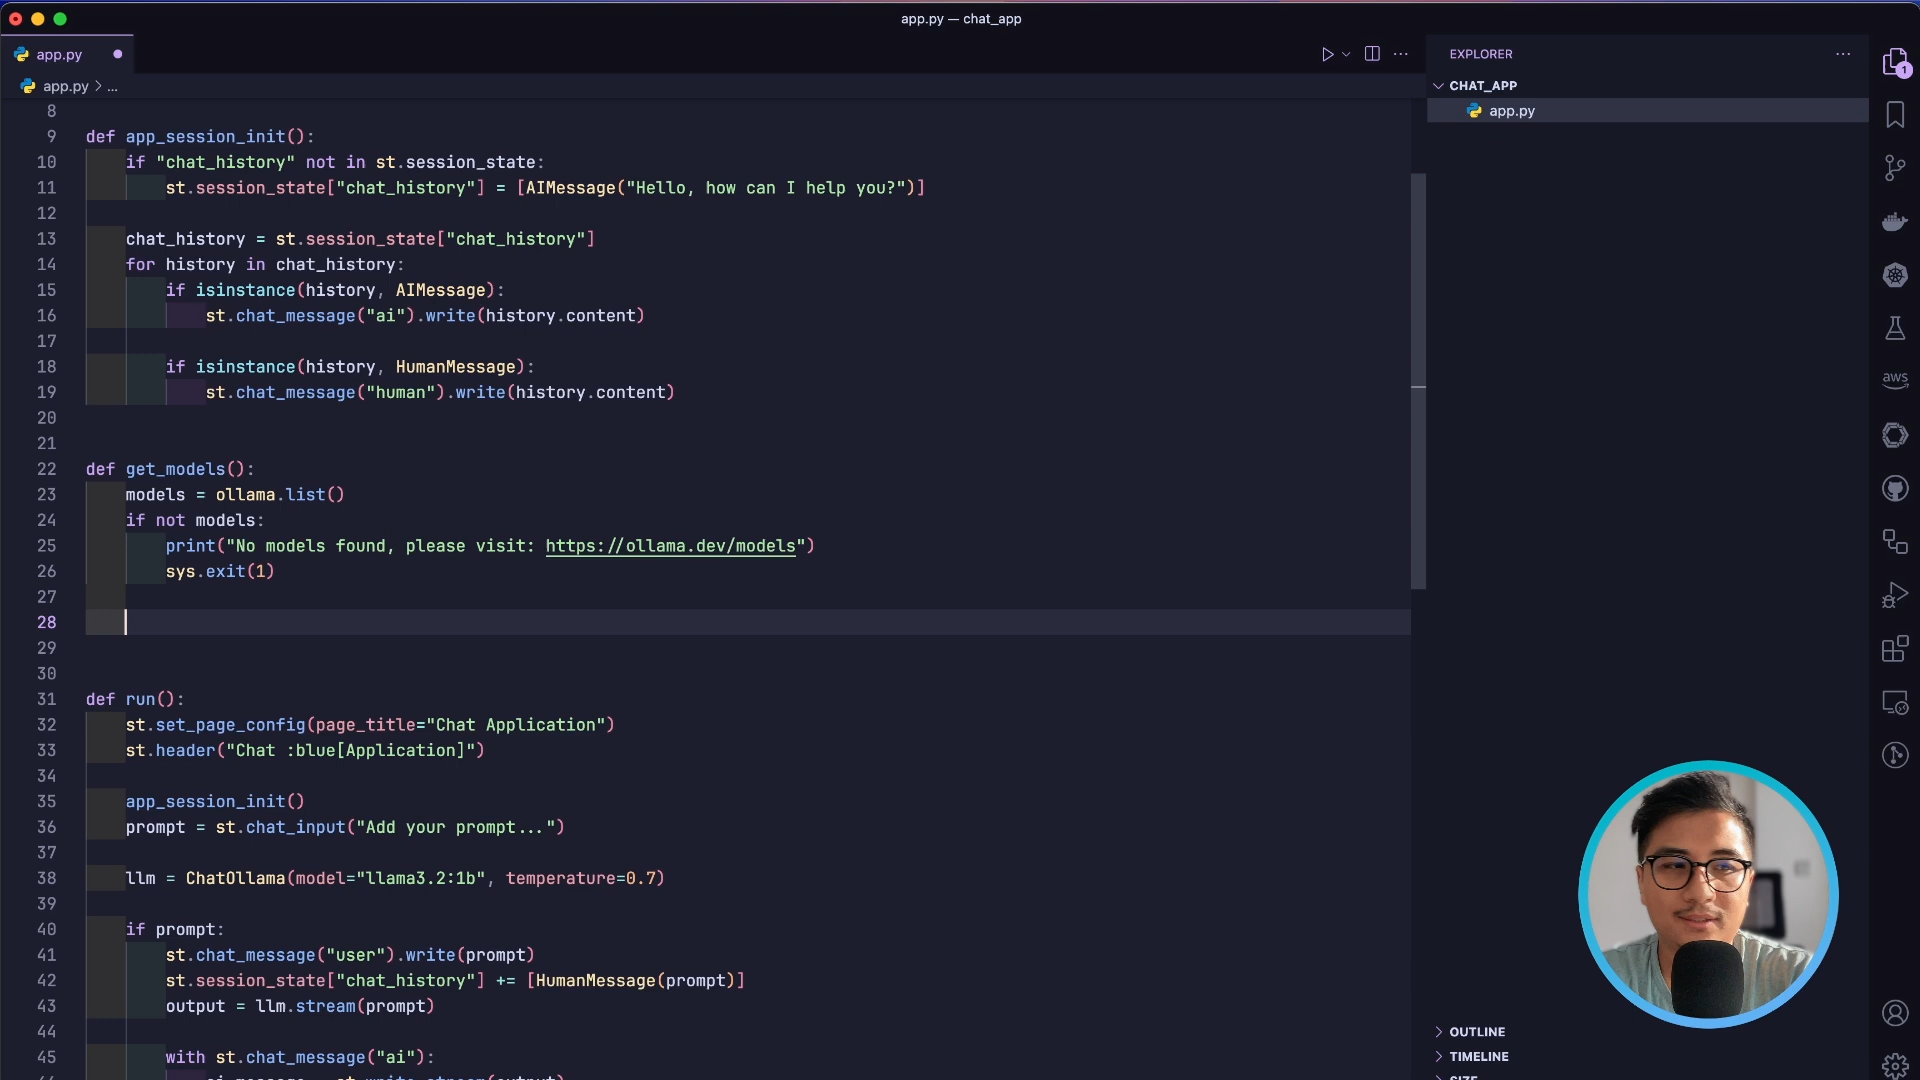 app.py — chat_app
app.py
app.py > ...
8
9 def app_session_init():
10 if "chat_history" not in st.session_state:
11 st.session_state["chat_history"] = [AIMessage("Hello, how can I help you?")]
12
13 chat_history = st.session_state["chat_history"]
14 for history in chat_history:
15 if isinstance(history, AIMessage):
16 st.chat_message("ai").write(history.content)
17
18 if isinstance(history, HumanMessage):
19 st.chat_message("human").write(history.content)
20
21
22 def get_models():
23 models = ollama.list()
24 if not models:
25 print("No models found, please visit: https://ollama.dev/models")
26 sys.exit(1)
27
28
29
30
31 def run():
32 st.set_page_config(page_title="Chat Application")
33 st.header("Chat :blue[Application]")
34
35 app_session_init()
36 prompt = st.chat_input("Add your prompt...")
37
38 llm = ChatOllama(model="llama3.2:1b", temperature=0.7)
39
40 if prompt:
41 st.chat_message("user").write(prompt)
42 st.session_state["chat_history"] += [HumanMessage(prompt)]
43 output = llm.stream(prompt)
44
45 with st.chat_message("ai"):
EXPLORER
CHAT_APP
app.py
OUTLINE
TIMELINE
1
aws